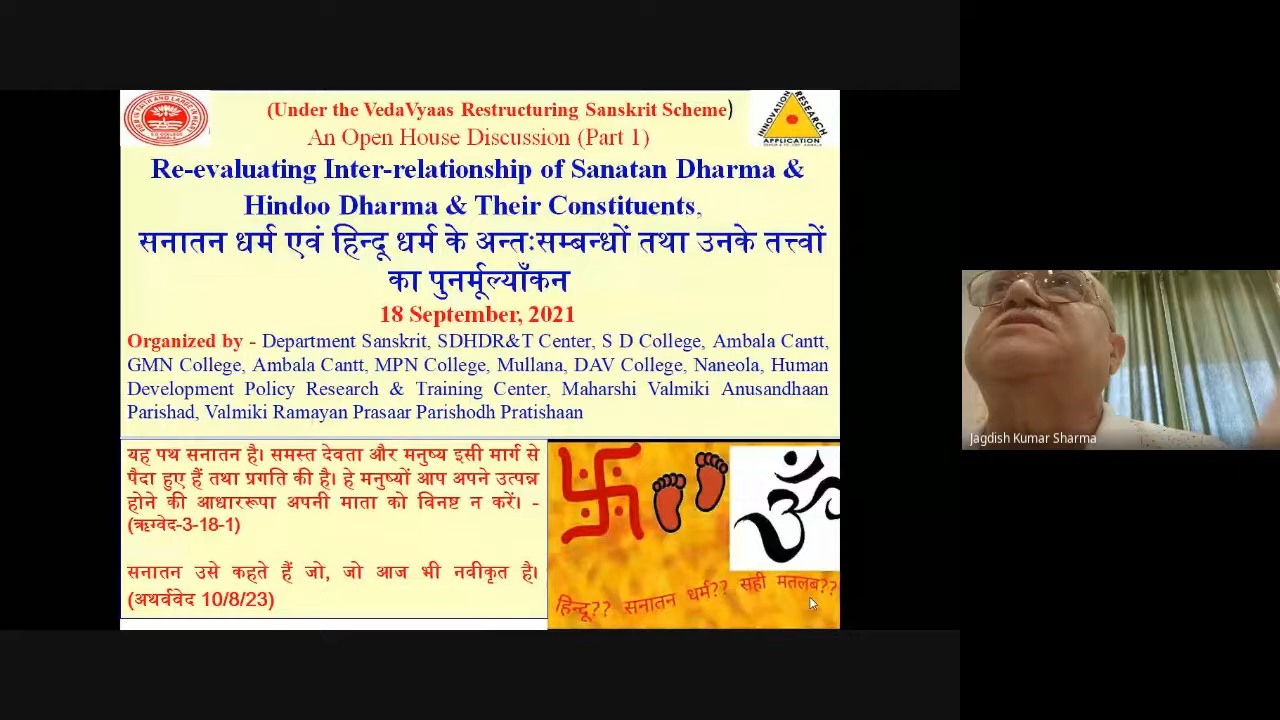 (Under the VedaVyaas Restructuring Sanskrit Scheme)
An Open House Discussion (Part 1)
Re-evaluating Inter-relationship of Sanatan Dharma &
Hindoo Dharma & Their Constituents,
सनातन धर्म एवं हिन्दू धर्म के अन्तःसम्बन्धों तथा उनके तत्त्वों
का पुनर्मूल्याँकन
18 September, 2021
Organized by - Department Sanskrit, SDHDR&T Center, S D College, Ambala Cantt,
GMN College, Ambala Cantt, MPN College, Mullana, DAV College, Naneola, Human
Development Policy Research & Training Center, Maharshi Valmiki Anusandhaan
Parishad, Valmiki Ramayan Prasaar Parishodh Pratishaan
यह पथ सनातन है। समस्त देवता और मनुष्य इसी मार्ग से
पैदा हुए हैं तथा प्रगति की है। हे मनुष्यों आप अपने उत्पन्न
होने की आधाररूपा अपनी माता को विनष्ट न करें। -
(ऋग्वेद-3-18-1)
सनातन उसे कहते हैं जो, जो आज भी नवीकृत है।
(अथर्ववेद 10/8/23)
हिन्दू?? सनातन धर्म?? सही मतलब??
INNOVATION
RESEARCH
APPLICATION
Jagdish Kumar Sharma